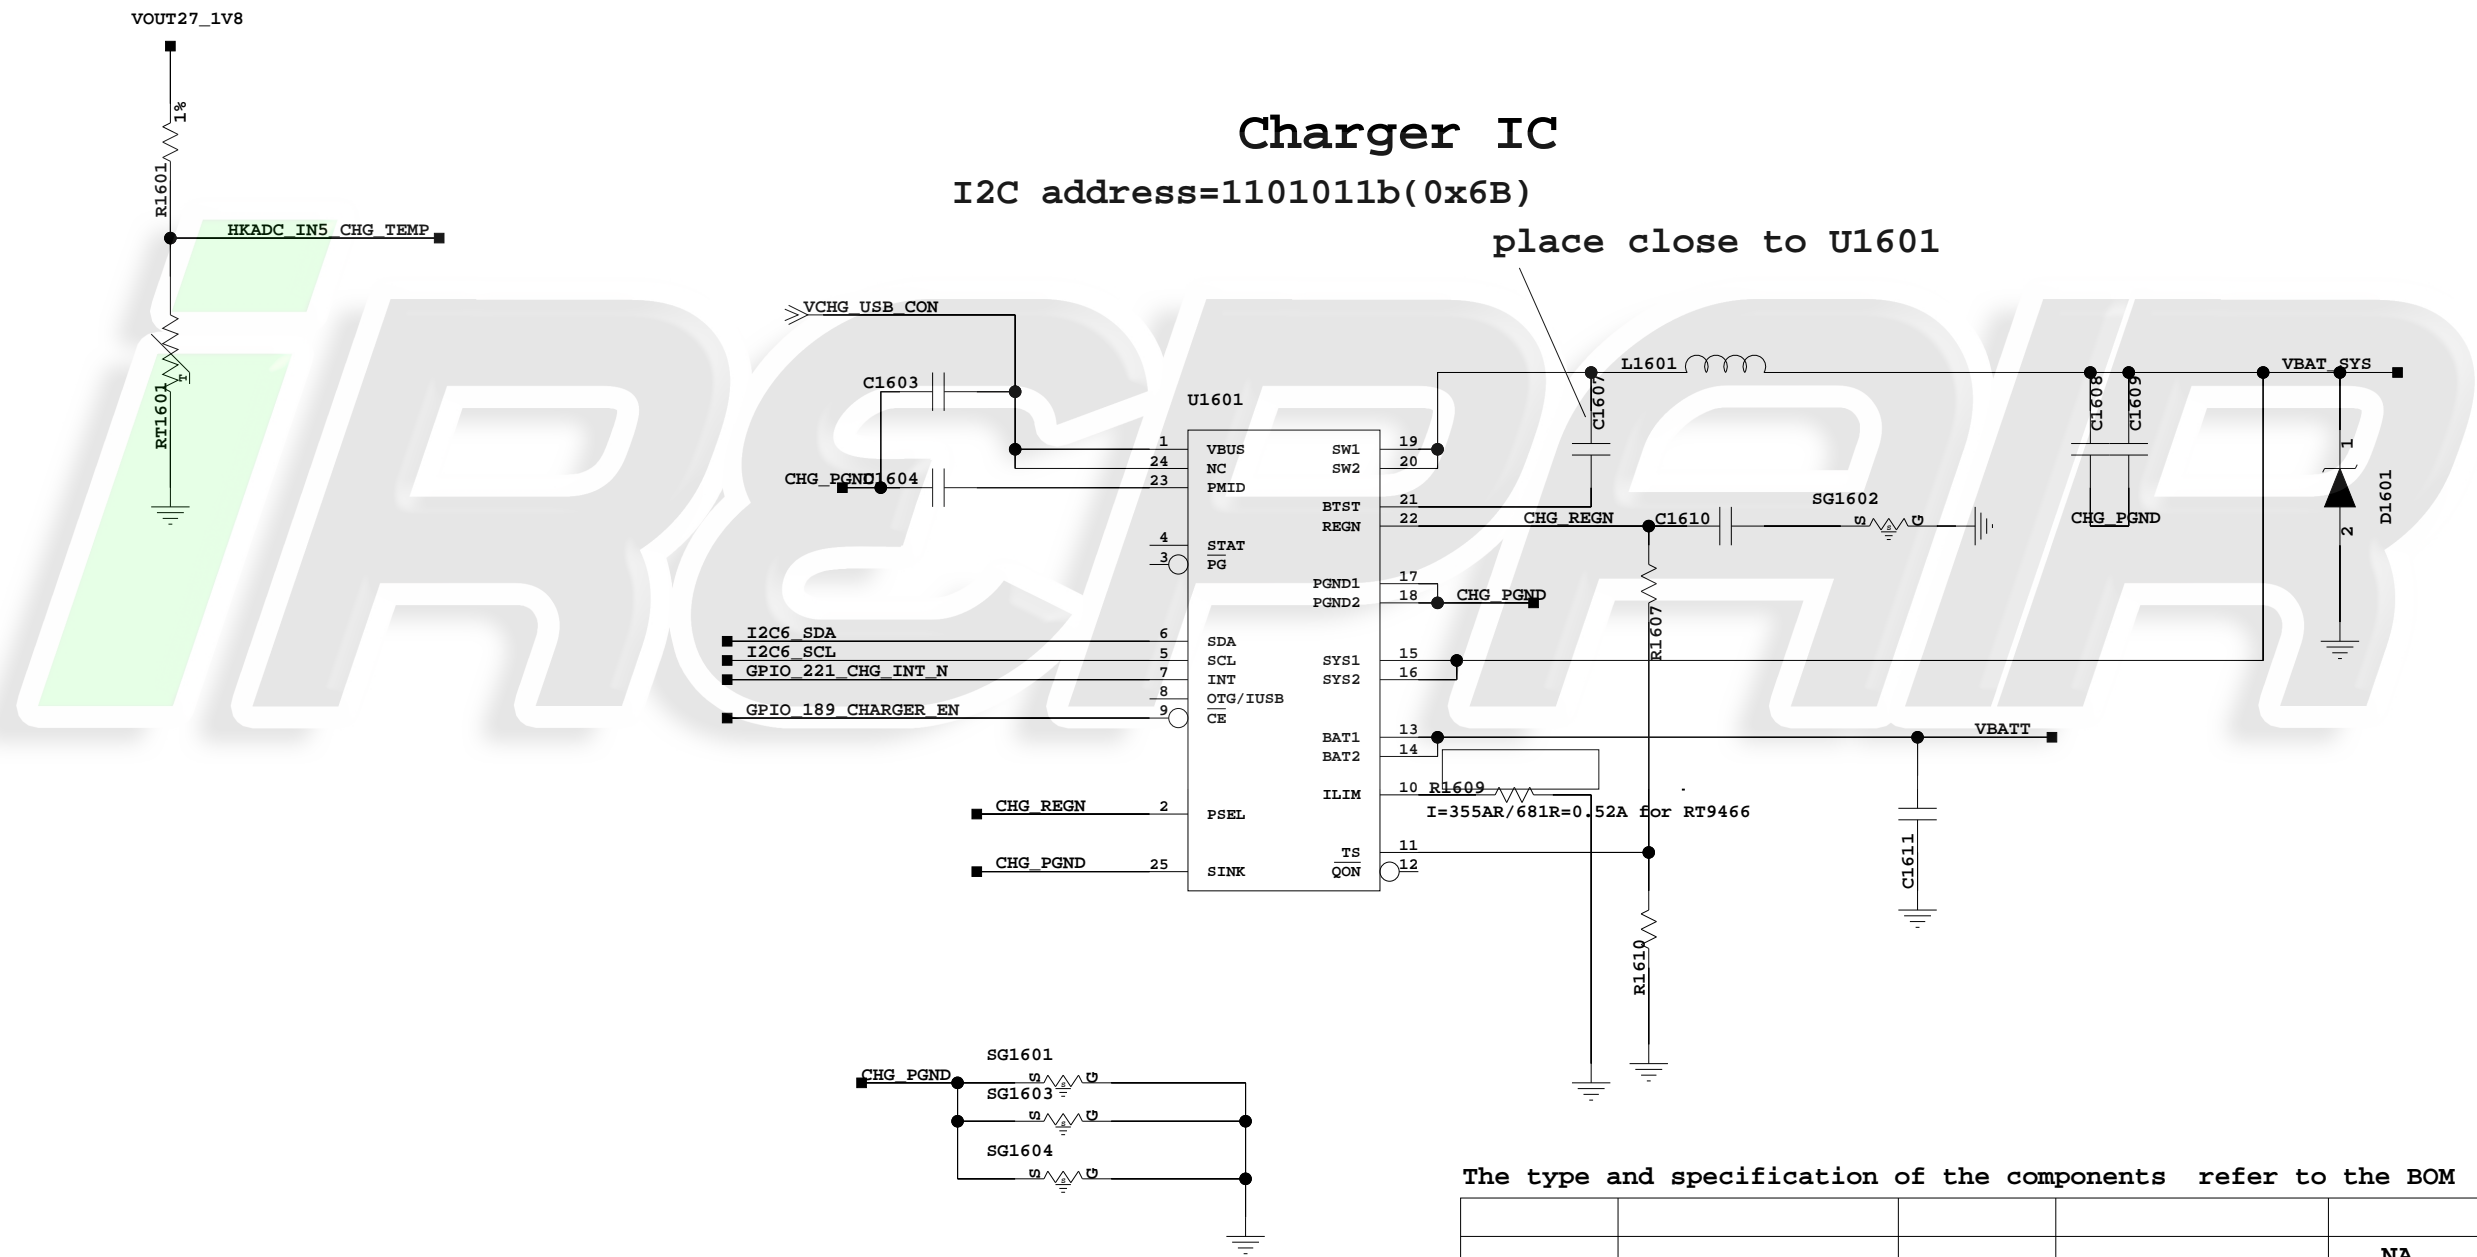 VOUT27_1V8
1%
R1601
HKADC_IN5_CHG_TEMP
T
RT1601
Charger IC
I2C address=1101011b(0x6B)
place close to U1601
VCHG_USB_CON
C1603
CHG_PGND
C1604
U1601
1 VBUS
24 NC
23 PMID
4 STAT
3 PG
I2C6_SDA 6 SDA
I2C6_SCL 5 SCL
GPIO_221_CHG_INT_N 7 INT
8 OTG/IUSB
GPIO_189_CHARGER_EN 9 CE
CHG_REGN 2 PSEL
CHG_PGND 25 SINK
SW1 19
SW2 20
BTST 21
REGN 22 CHG_REGN
PGND1 17
PGND2 18 CHG_PGND
SYS1 15
SYS2 16
BAT1 13 VBATT
BAT2 14
ILIM 10 R1609
I=355AR/681R=0.52A for RT9466
TS 11
QON 12
C1607
L1601
C1608
C1609
VBAT_SYS
CHG_PGND
1
D1601
2
C1610
SG1602
S G
R1607
R1610
C1611
CHG_PGND
SG1601
S G
SG1603
S G
SG1604
S G
The type and specification of the components refer to the BOM
NA
iREPAIR